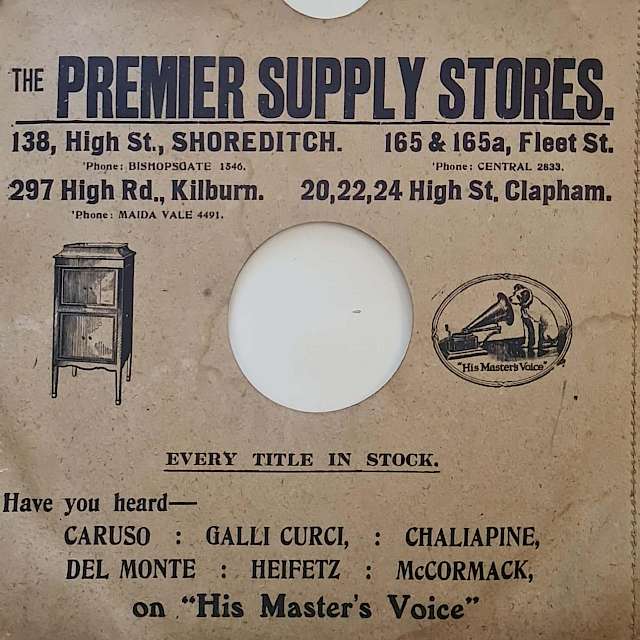 THE PREMIER SUPPLY STORES.
138, High St., SHOREDITCH. 165 & 165a, Fleet St.
'Phone: BISHOPSGATE 1546. 'Phone: CENTRAL 2833.
297 High Rd., Kilburn. 20,22,24 High St, Clapham.
'Phone: MAIDA VALE 4491.
"His Master's Voice"
EVERY TITLE IN STOCK.
Have you heard—
CARUSO : GALLI CURCI, : CHALIAPINE,
DEL MONTE : HEIFETZ : McCORMACK,
on "His Master's Voice"